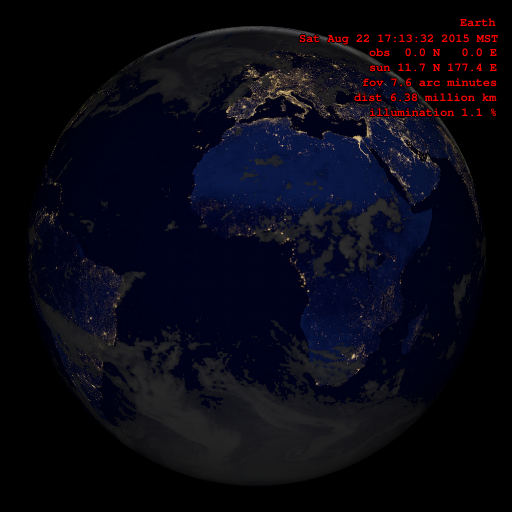 Earth
Sat Aug 22 17:13:32 2015 MST
obs 0.0 N 0.0 E
sun 11.7 N 177.4 E
fov 7.6 arc minutes
dist 6.38 million km
illumination 1.1 %